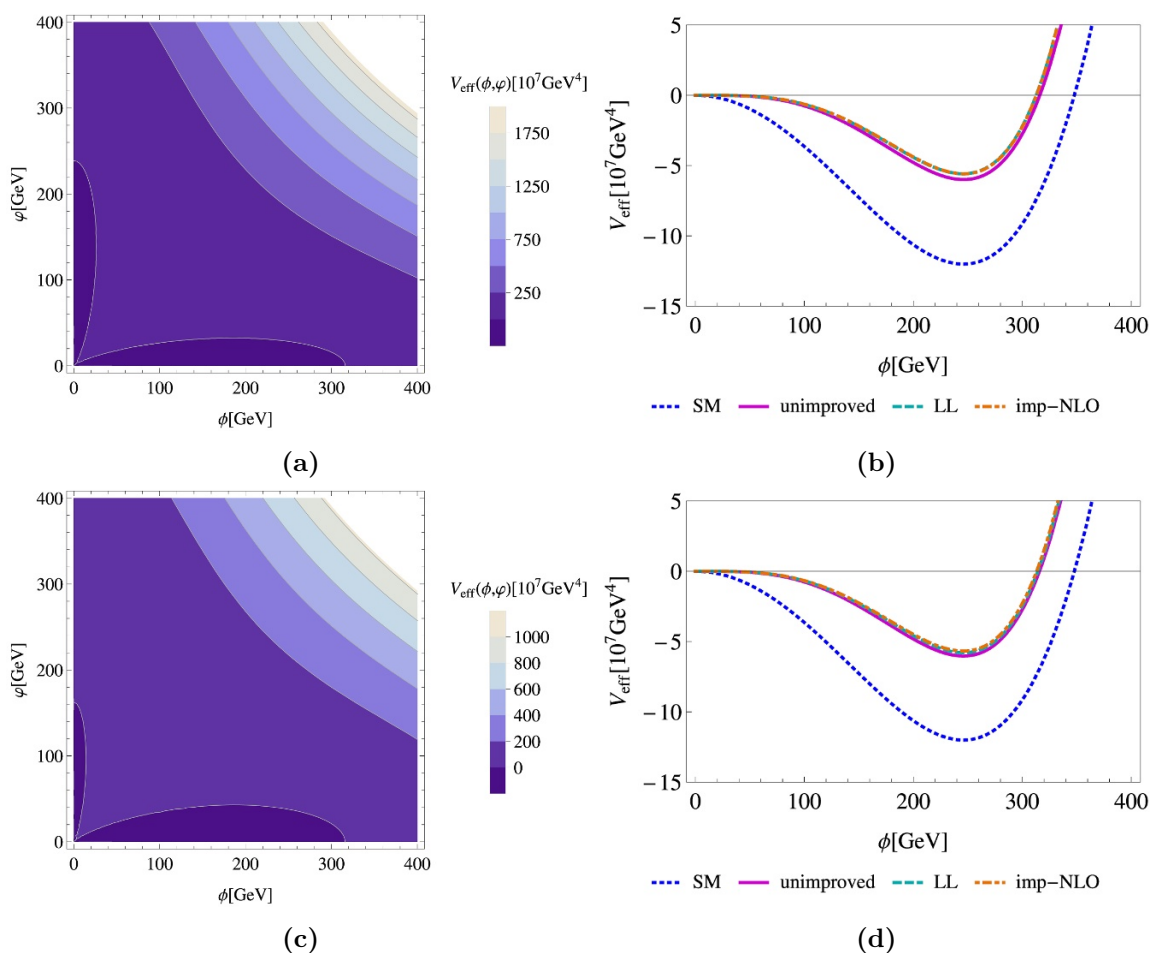 400
300
200
100
0
φ[GeV]
0 100 200 300 400
ϕ[GeV]
V_eff(ϕ,φ)[10^7GeV^4]
1750
1250
750
250
(a)
5
0
−5
−10
−15
V_eff[10^7GeV^4]
0 100 200 300 400
ϕ[GeV]
SM unimproved LL imp−NLO
(b)
400
300
200
100
0
φ[GeV]
0 100 200 300 400
ϕ[GeV]
V_eff(ϕ,φ)[10^7GeV^4]
1000
800
600
400
200
0
(c)
5
0
−5
−10
−15
V_eff[10^7GeV^4]
0 100 200 300 400
ϕ[GeV]
SM unimproved LL imp−NLO
(d)